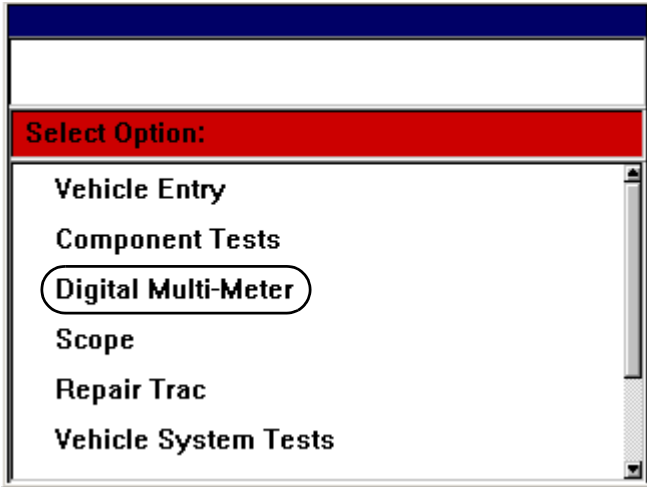 Select Option:
Vehicle Entry
Component Tests
Digital Multi-Meter
Scope
Repair Trac
Vehicle System Tests